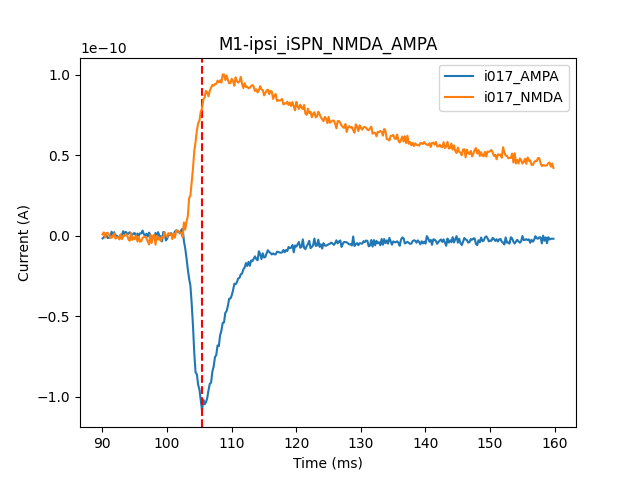 M1-ipsi_iSPN_NMDA_AMPA
1e−10
i017_AMPA
i017_NMDA
1.0
0.5
0.0
−0.5
−1.0
Current (A)
90 100 110 120 130 140 150 160
Time (ms)